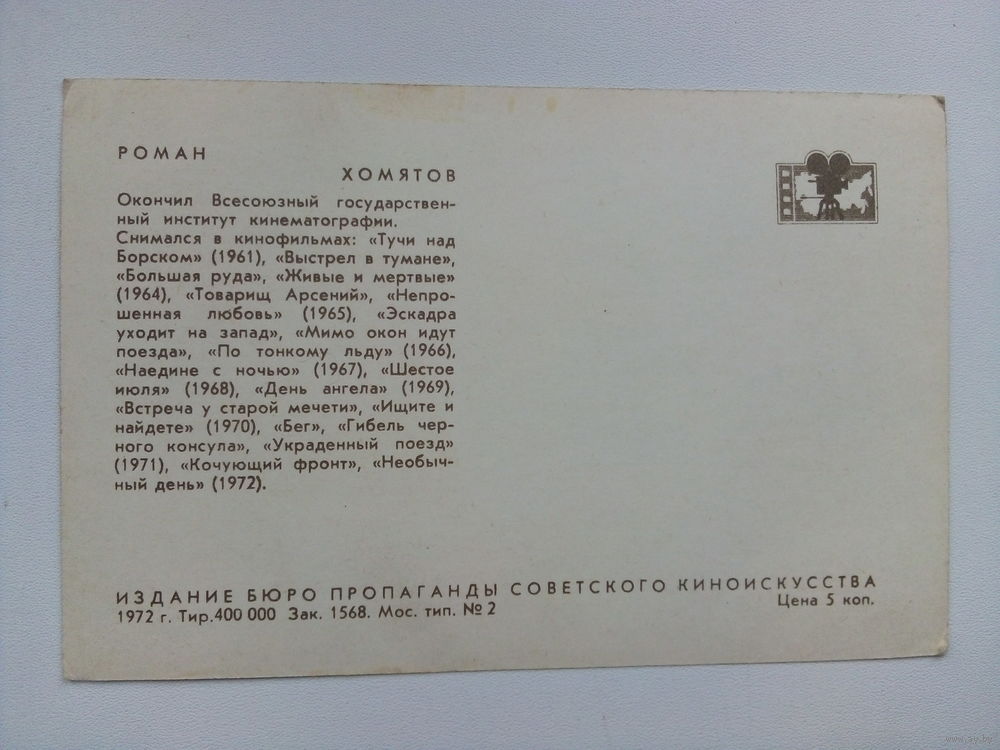 РОМАН
ХОМЯТОВ
Окончил Всесоюзный государствен-
ный институт кинематографии.
Снимался в кинофильмах: «Тучи над
Борском» (1961), «Выстрел в тумане»,
«Большая руда», «Живые и мертвые»
(1964), «Товарищ Арсений», «Непро-
шенная любовь» (1965), «Эскадра
уходит на запад», «Мимо окон идут
поезда», «По тонкому льду» (1966),
«Наедине с ночью» (1967), «Шестое
июля» (1968), «День ангела» (1969),
«Встреча у старой мечети», «Ищите и
найдете» (1970), «Бег», «Гибель чер-
ного консула», «Украденный поезд»
(1971), «Кочующий фронт», «Необыч-
ный день» (1972).
ИЗДАНИЕ БЮРО ПРОПАГАНДЫ СОВЕТСКОГО КИНОИСКУССТВА
1972 г. Тир.400 000 Зак. 1568. Мос. тип. № 2 Цена 5 коп.
www.ay.by